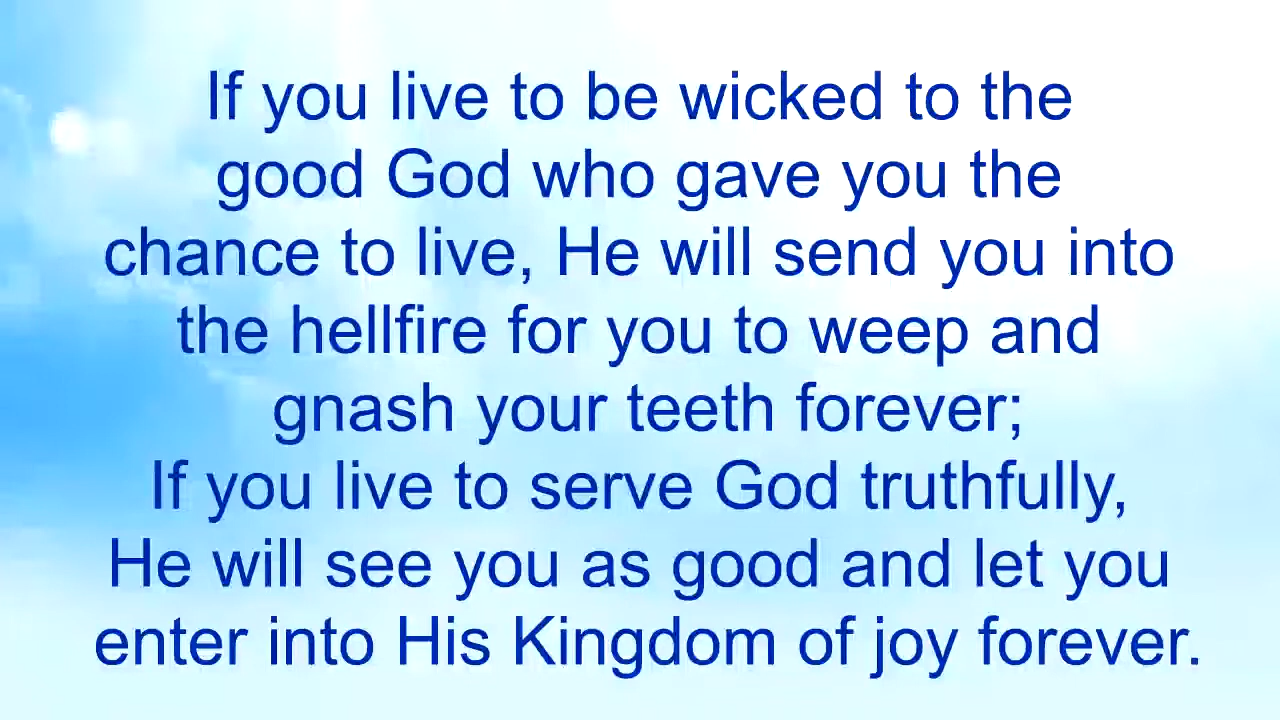 If you live to be wicked to the
good God who gave you the
chance to live, He will send you into
the hellfire for you to weep and
gnash your teeth forever;
If you live to serve God truthfully,
He will see you as good and let you
enter into His Kingdom of joy forever.